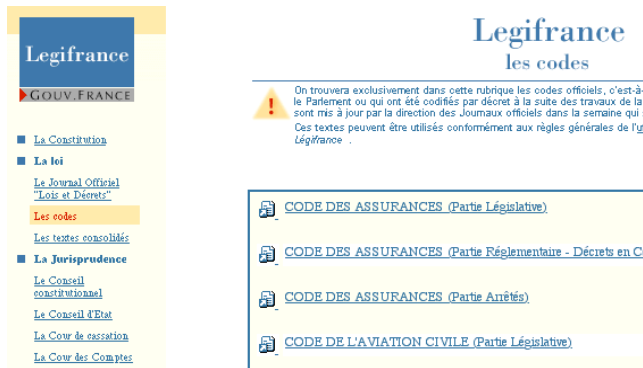 Legifrance
GOUV.FRANCE
La Constitution
La loi
Le Journal Officiel
"Lois et Décrets"
Les codes
Les textes consolidés
La Jurisprudence
Le Conseil
constitutionnel
Le Conseil d'Etat
La Cour de cassation
La Cour des Comptes
Legifrance
les codes
On trouvera exclusivement dans cette rubrique les codes officiels, c'est-à-
le Parlement ou qui ont été codifiés par décret à la suite des travaux de la
sont mis à jour par la direction des Journaux officiels dans la semaine qui
Ces textes peuvent être utilisés conformément aux règles générales de l'u
Légifrance .
CODE DES ASSURANCES (Partie Législative)
CODE DES ASSURANCES (Partie Réglementaire - Décrets en C
CODE DES ASSURANCES (Partie Arrêtés)
CODE DE L'AVIATION CIVILE (Partie Législative)